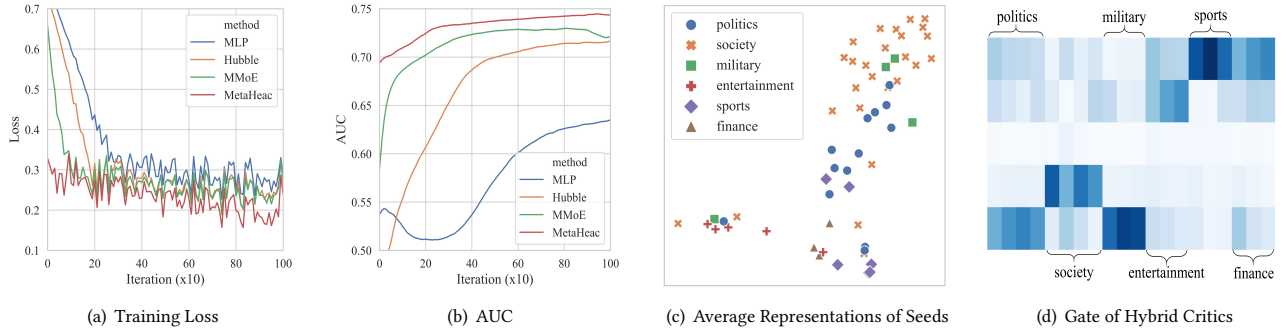 0.7
0.6
0.5
0.4
0.3
0.2
0.1
Loss
0 20 40 60 80 100
Iteration (x10)
method
MLP
Hubble
MMoE
MetaHeac
(a) Training Loss
0.75
0.70
0.65
0.60
0.55
0.50
AUC
0 20 40 60 80 100
Iteration (x10)
method
MLP
Hubble
MMoE
MetaHeac
(b) AUC
politics
society
military
entertainment
sports
finance
(c) Average Representations of Seeds
politics military sports
society entertainment finance
(d) Gate of Hybrid Critics